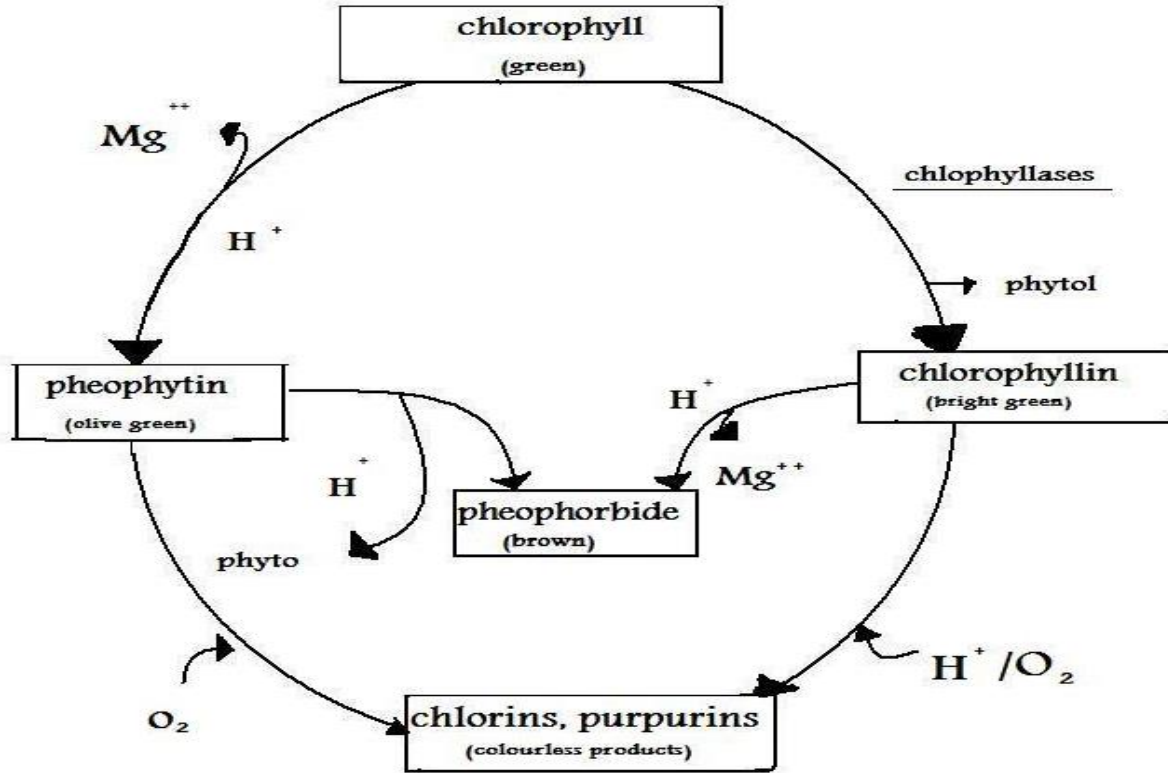 chlorophyll
(green)
Mg ++
chlophyllases
H +
phytol
pheophytin
(olive green)
chlorophyllin
(bright green)
H +
H +
Mg++
pheophorbide
(brown)
phyto
H + /O2
O2
chlorins, purpurins
(colourless products)